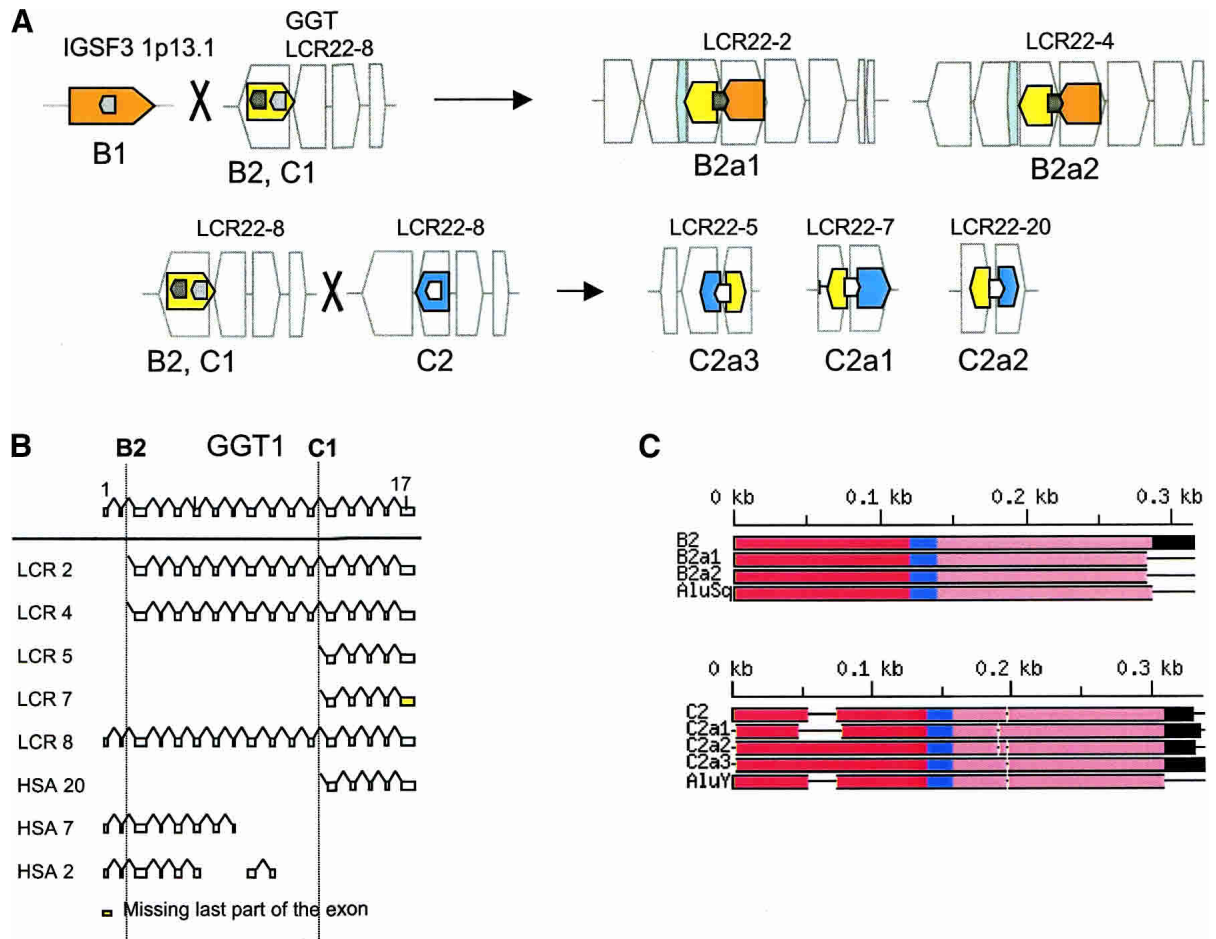 A
IGSF3 1p13.1
GGT
LCR22-8
LCR22-2
LCR22-4
B1
B2, C1
B2a1
B2a2
LCR22-8
LCR22-8
LCR22-5
LCR22-7
LCR22-20
B2, C1
C2
C2a3
C2a1
C2a2
B
B2
GGT1
C1
1
17
LCR 2
LCR 4
LCR 5
LCR 7
LCR 8
HSA 20
HSA 7
HSA 2
Missing last part of the exon
C
0 kb 0.1 kb 0.2 kb 0.3 kb
B2
B2a1
B2a2
AluSq
0 kb 0.1 kb 0.2 kb 0.3 kb
C2
C2a1
C2a2
C2a3
AluY